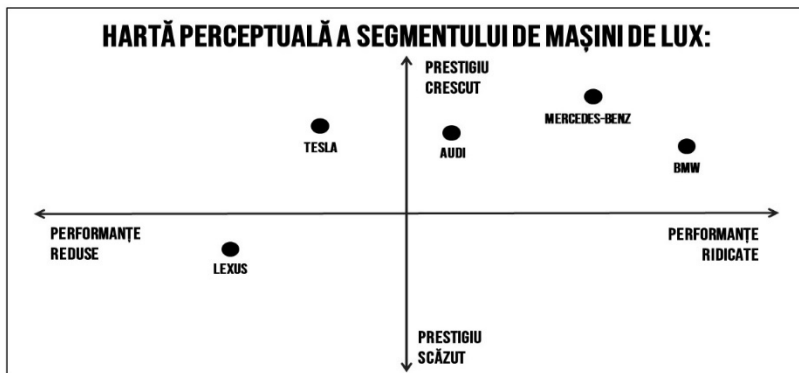 HARTĂ PERCEPTUALĂ A SEGMENTULUI DE MAȘINI DE LUX:
PRESTIGIU
CRESCUT
MERCEDES-BENZ
TESLA
AUDI
BMW
PERFORMANȚE
REDUSE
PERFORMANȚE
RIDICATE
LEXUS
PRESTIGIU
SCĂZUT